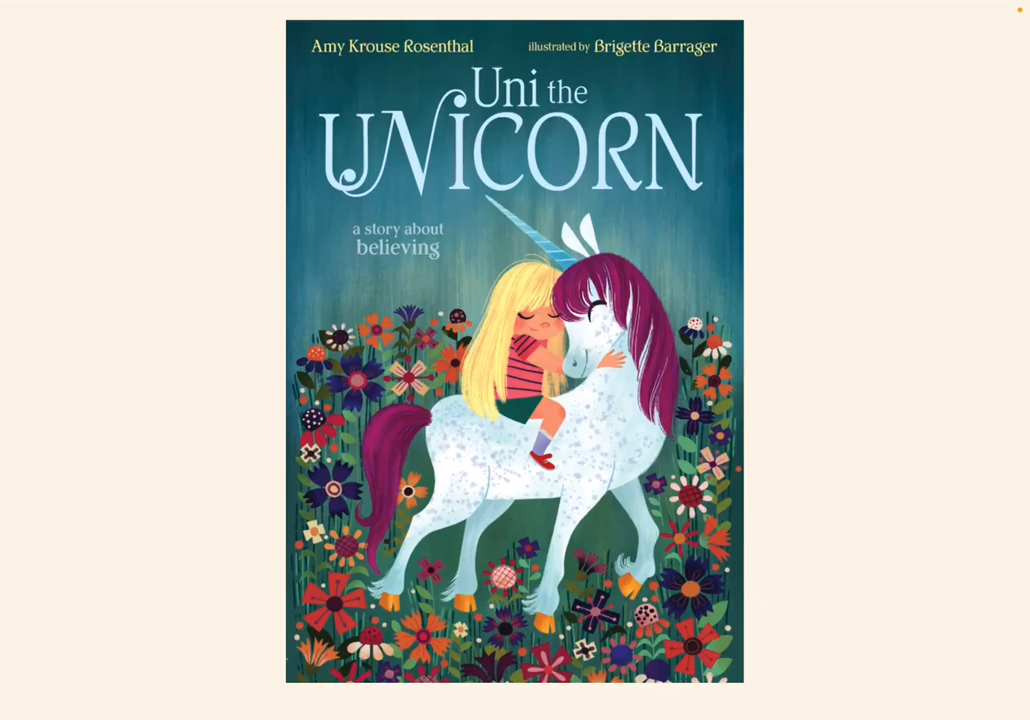 Amy Krouse Rosenthal
illustrated by Brigette Barrager
Uni the
UNICORN
a story about
believing